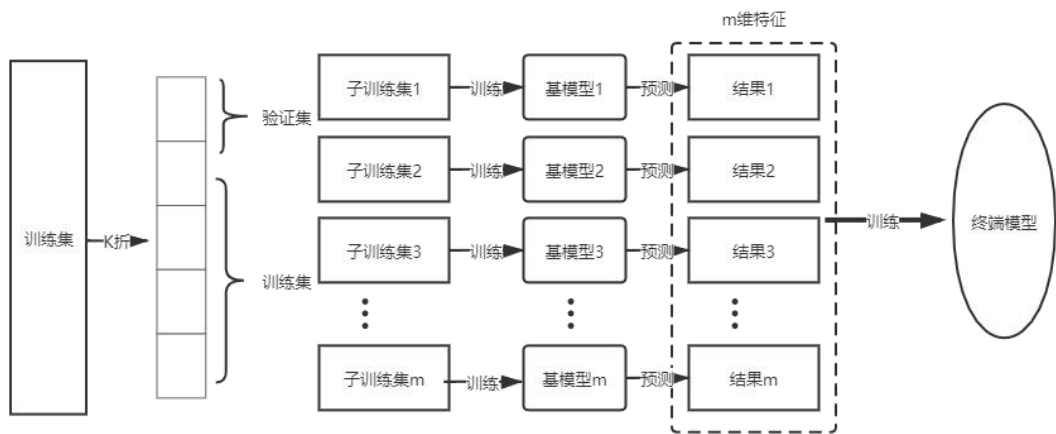 m维特征
子训练集1
训练
基模型1
预测
结果1
验证集
子训练集2
训练
基模型2
预测
结果2
训练集
K折
子训练集3
训练
基模型3
预测
结果3
训练
终端模型
训练集
子训练集m
训练
基模型m
预测
结果m